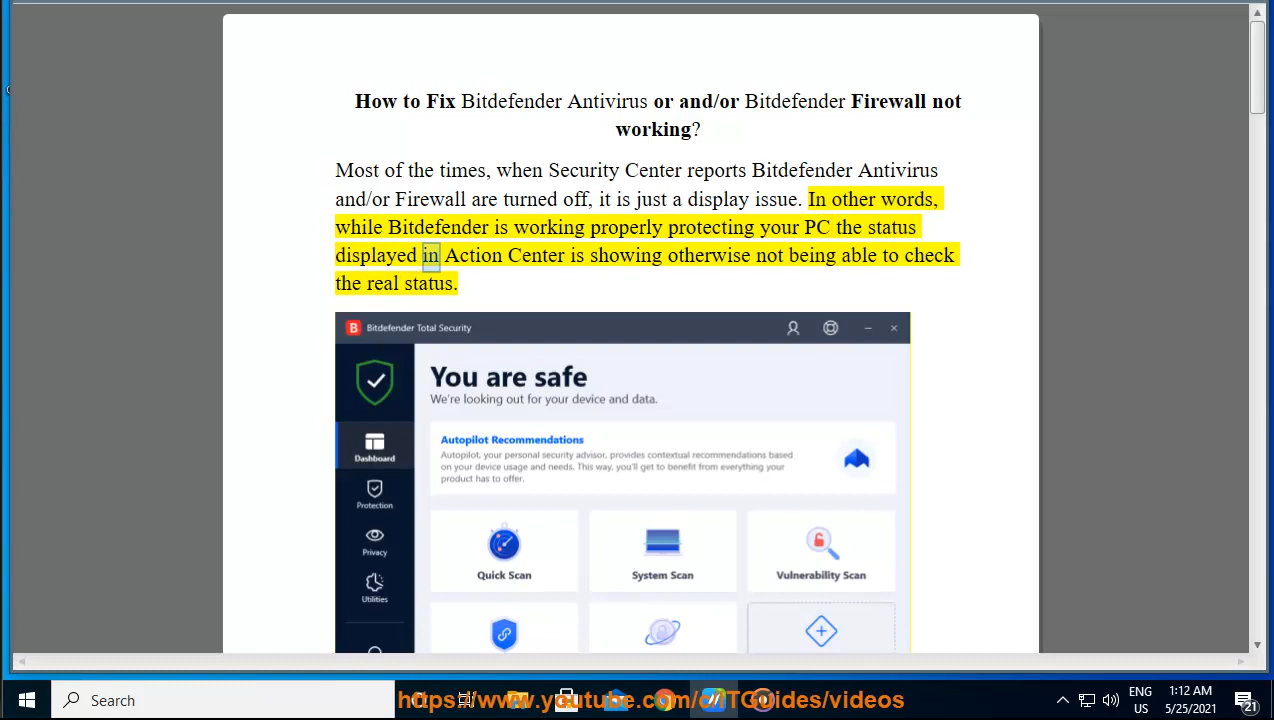 How to Fix Bitdefender Antivirus or and/or Bitdefender Firewall not
working?
Most of the times, when Security Center reports Bitdefender Antivirus
and/or Firewall are turned off, it is just a display issue. In other words,
while Bitdefender is working properly protecting your PC the status
displayed in Action Center is showing otherwise not being able to check
the real status.
B Bitdefender Total Security
You are safe
We're looking out for your device and data.
Autopilot Recommendations
Autopilot, your personal security advisor, provides contextual recommendations based
on your device usage and needs. This way, you'll get to benefit from everything your
product has to offer.
Dashboard
Protection
Privacy
Utilities
Quick Scan
System Scan
Vulnerability Scan
Search
https://www.youtube.com/c/ITGuides/videos
ENG
US
1:12 AM
5/25/2021
21